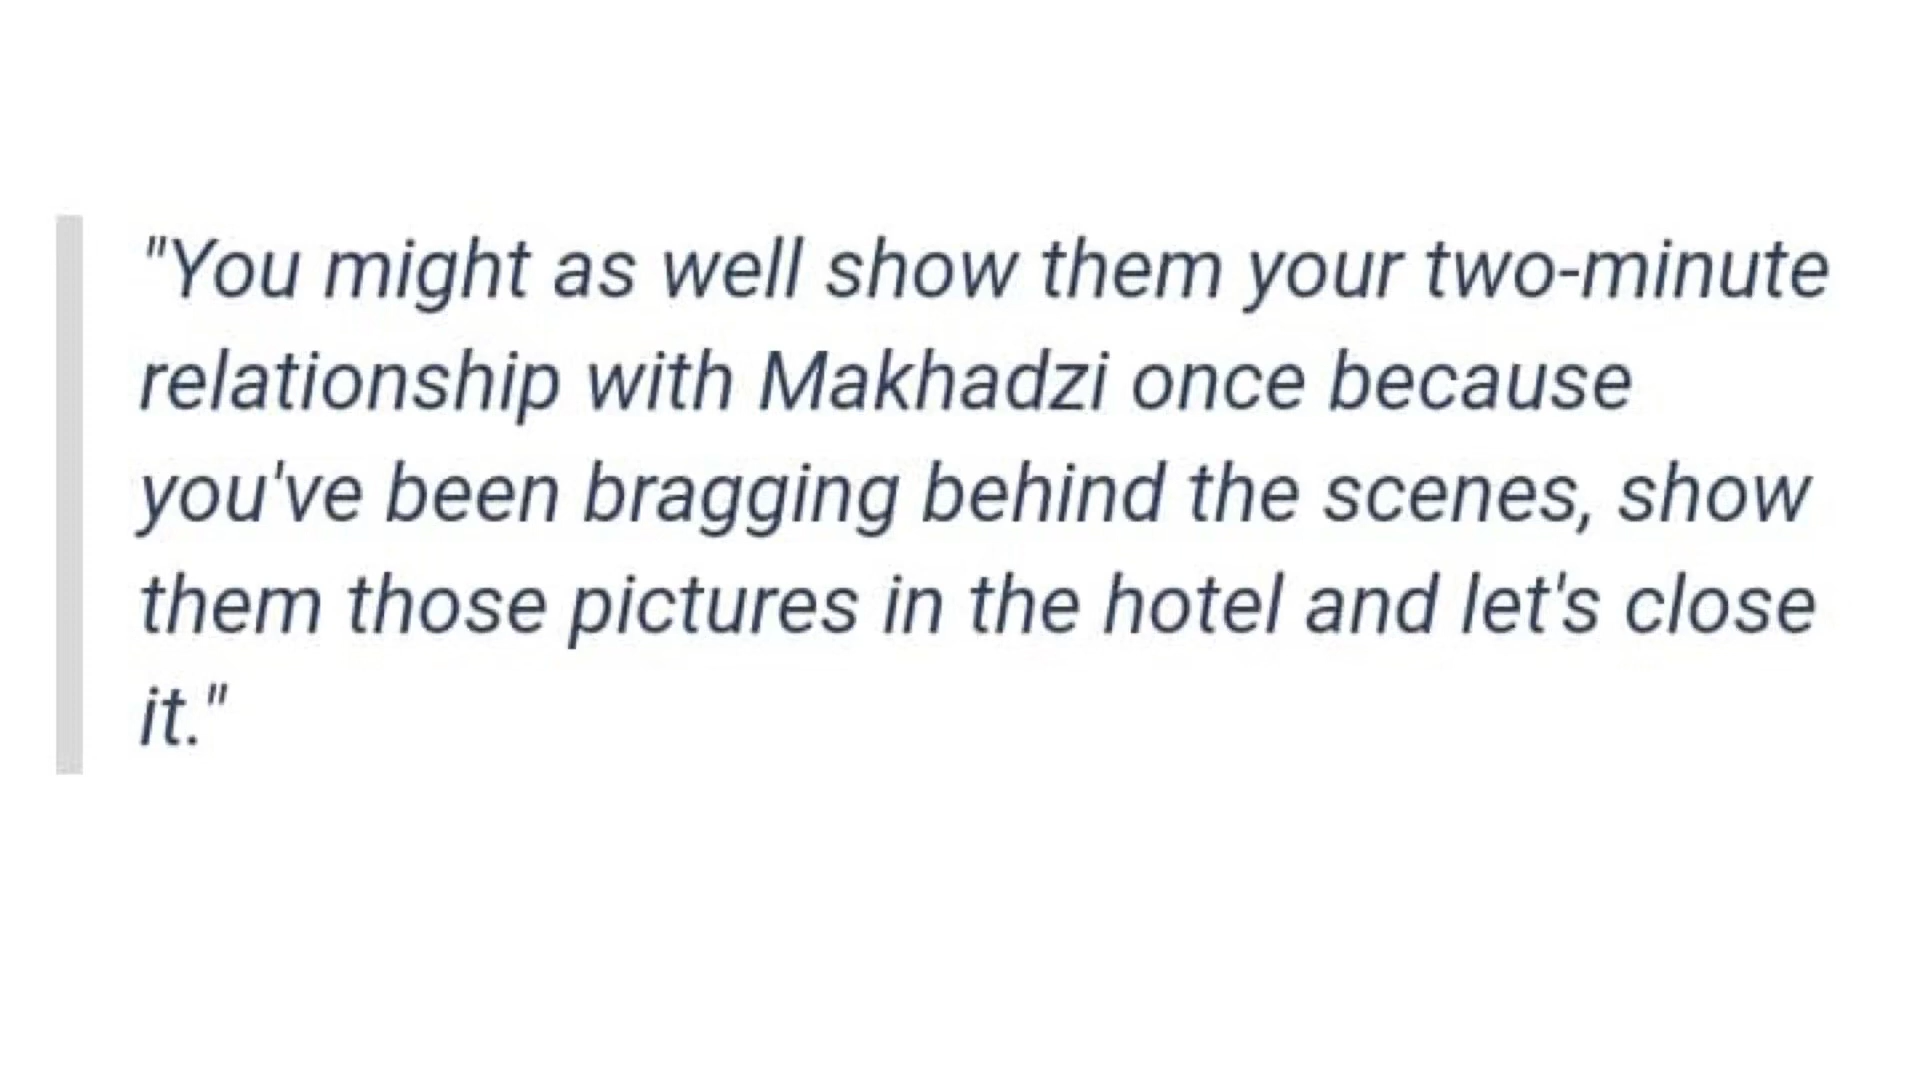 "You might as well show them your two-minute
relationship with Makhadzi once because
you've been bragging behind the scenes, show
them those pictures in the hotel and let's close
it."